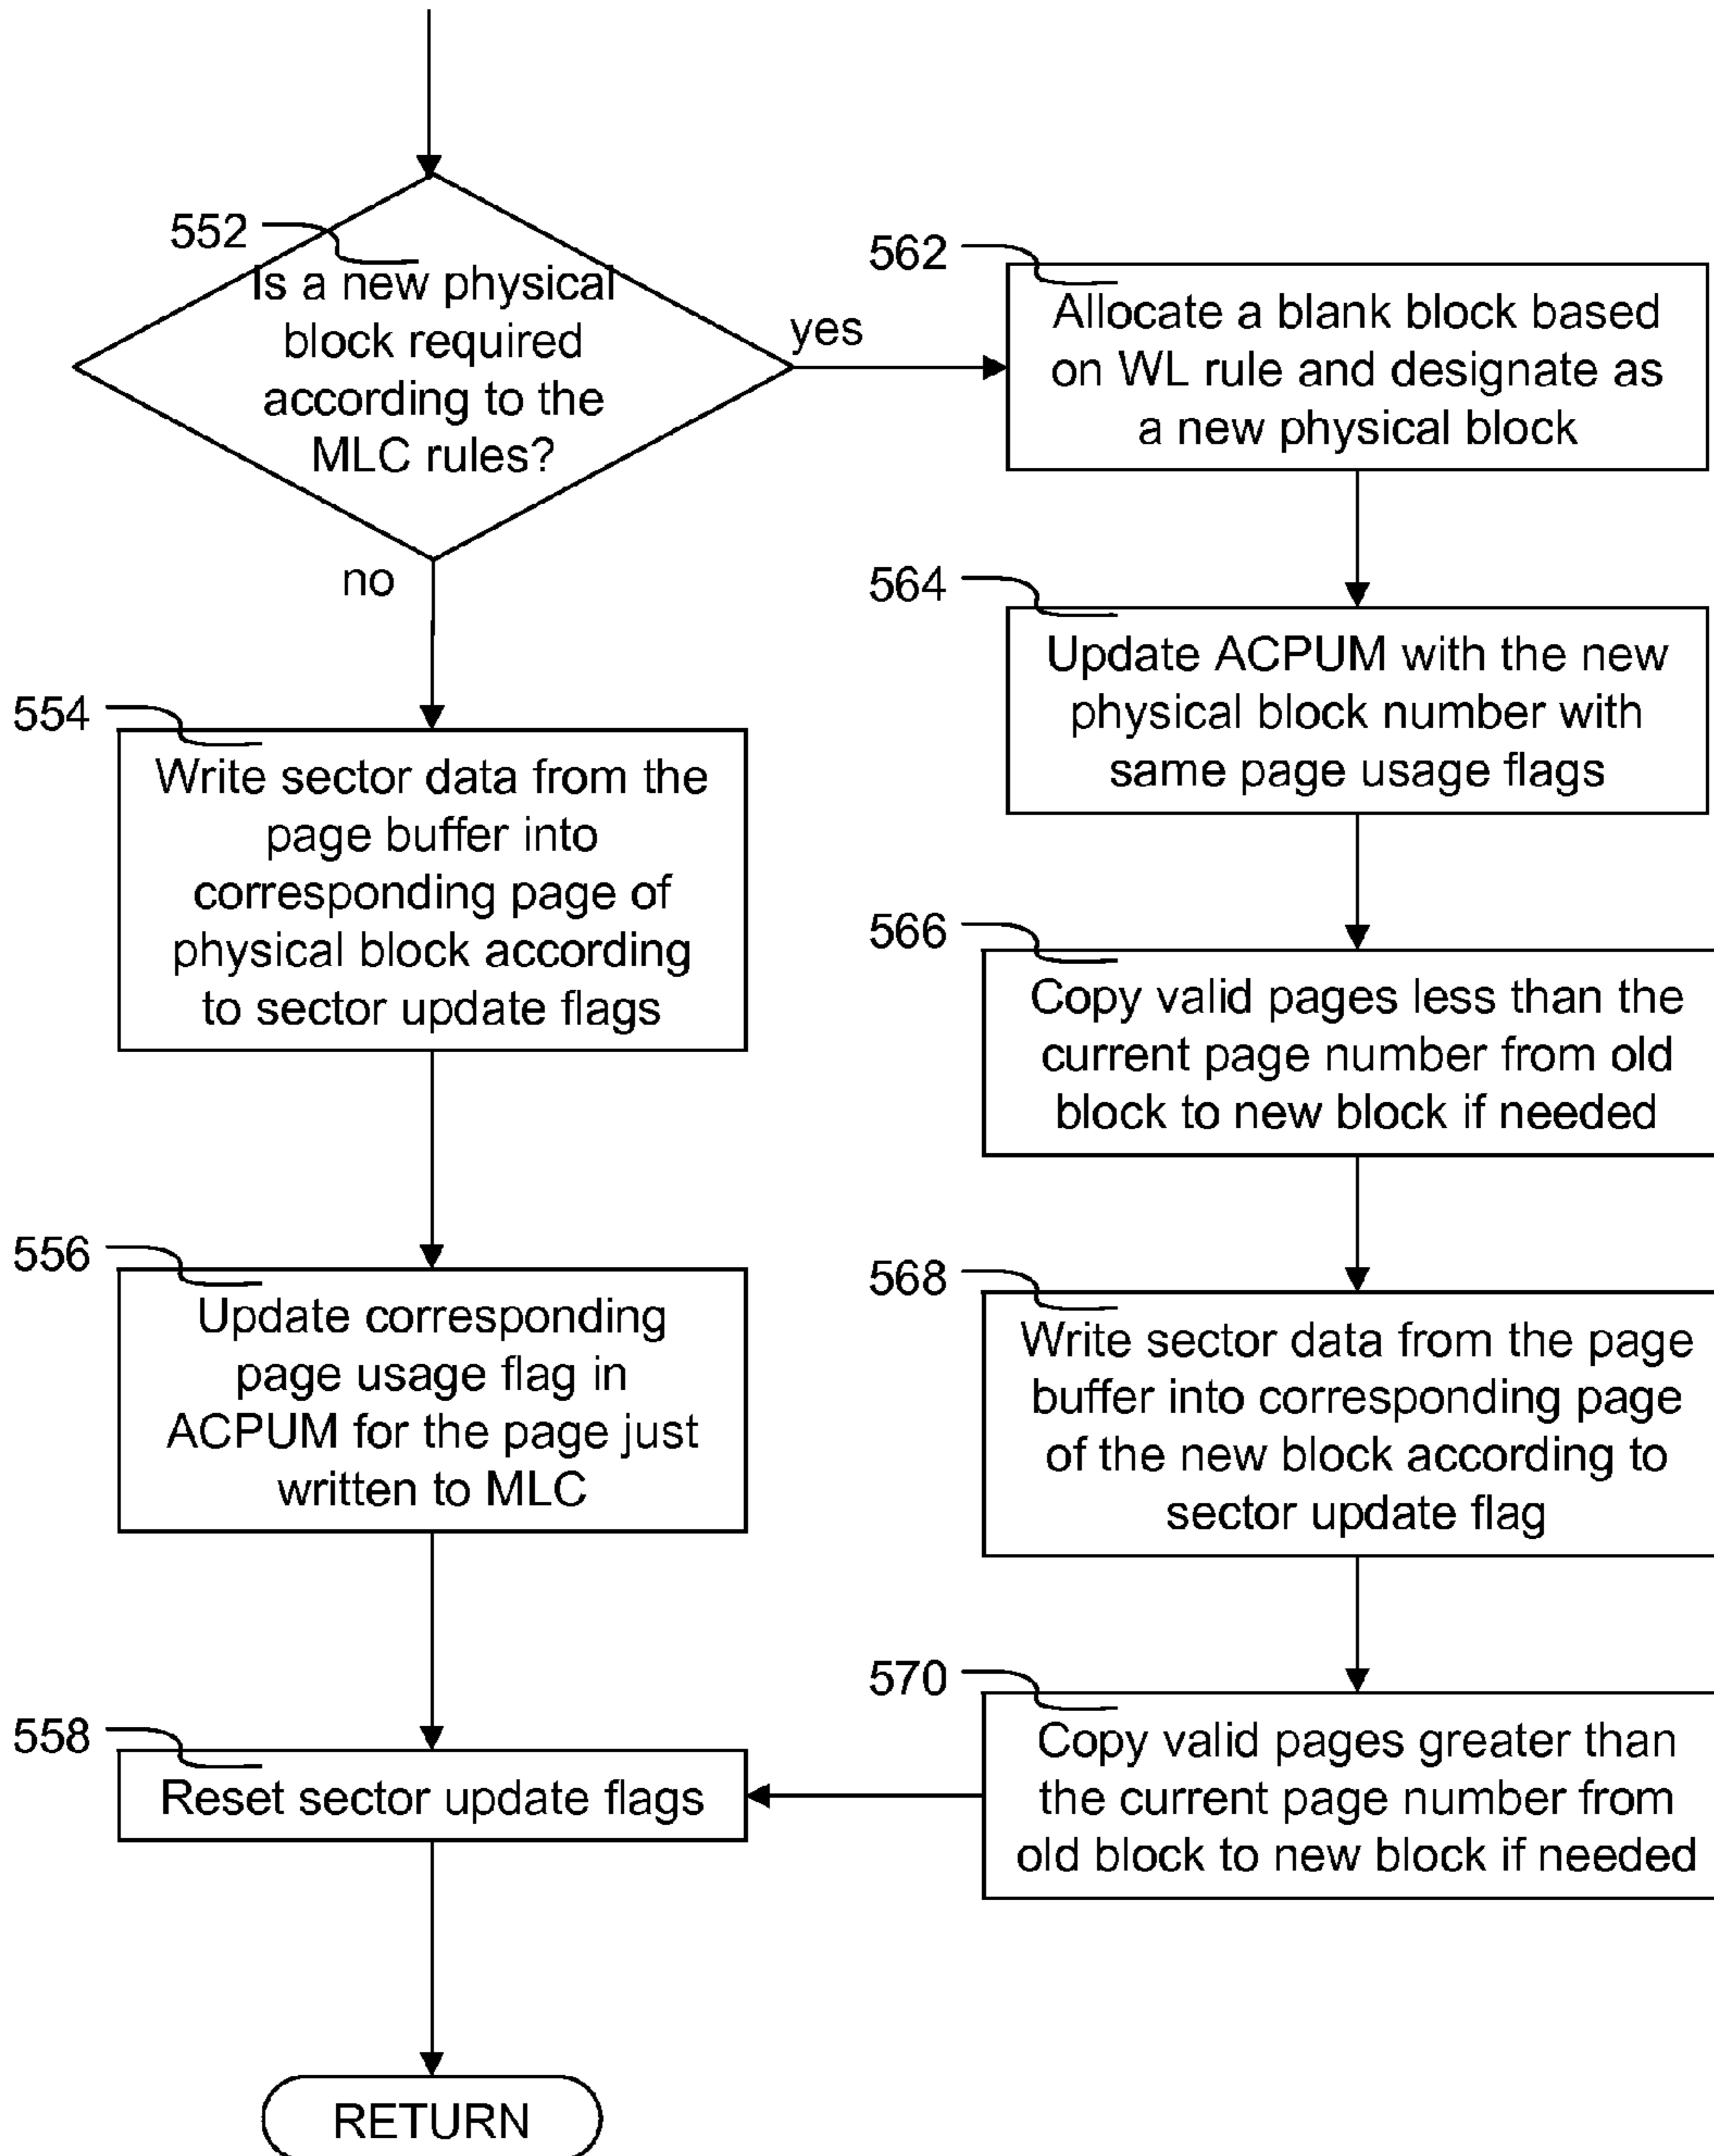 552
Is a new physical
block required
according to the
MLC rules?
yes
no
562
Allocate a blank block based
on WL rule and designate as
a new physical block
564
Update ACPUM with the new
physical block number with
same page usage flags
554
Write sector data from the
page buffer into
corresponding page of
physical block according
to sector update flags
566
Copy valid pages less than the
current page number from old
block to new block if needed
556
Update corresponding
page usage flag in
ACPUM for the page just
written to MLC
568
Write sector data from the page
buffer into corresponding page
of the new block according to
sector update flag
570
Copy valid pages greater than
the current page number from
old block to new block if needed
558
Reset sector update flags
RETURN